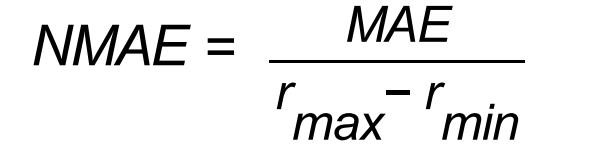 NMAE = MAE
r_max − r_min